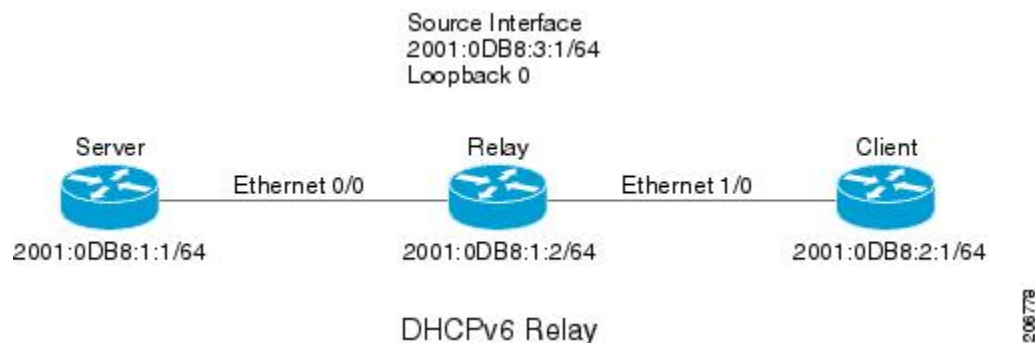 Source Interface
2001:0DB8:3:1/64
Loopback 0
Server
Relay
Client
Ethernet 0/0
Ethernet 1/0
2001:0DB8:1:1/64
2001:0DB8:1:2/64
2001:0DB8:2:1/64
DHCPv6 Relay
206778